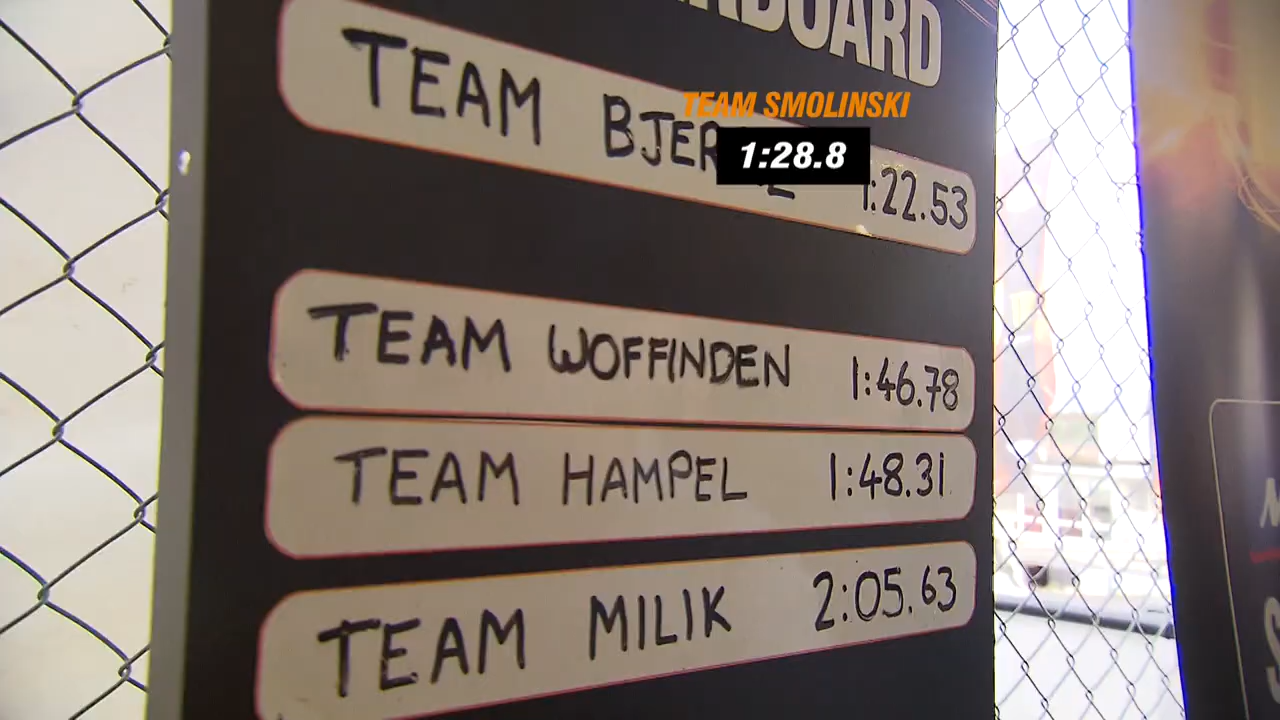 TEAM SMOLINSKI
1:28.8
TEAM 1:22.53
TEAM WOFFINDEN 1:46.78
TEAM HAMPEL 1:48.31
TEAM MILIK 2:05.63